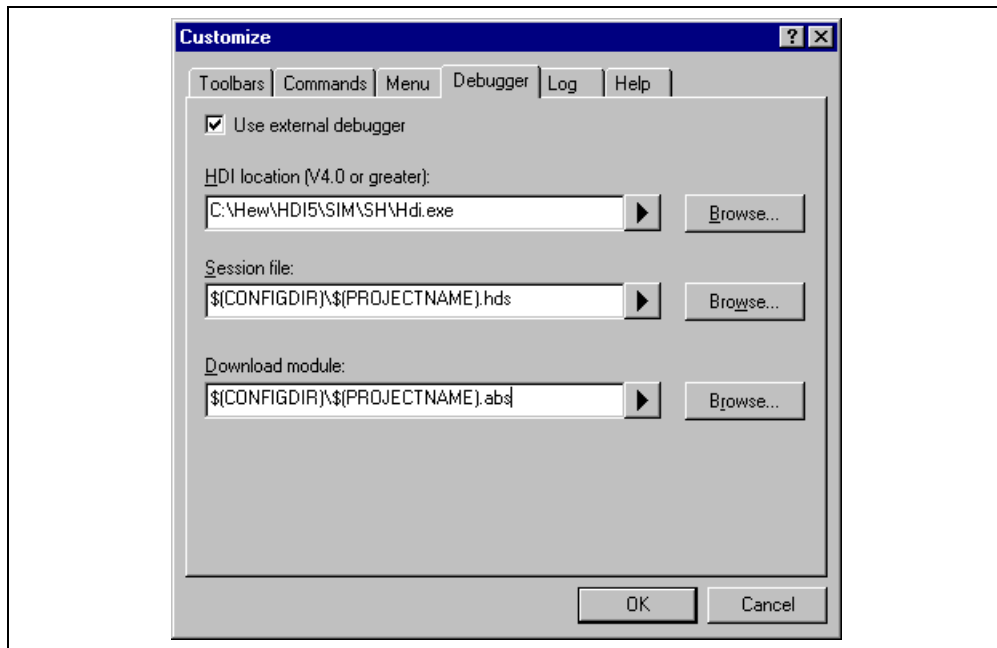 Customize
Toolbars Commands Menu Debugger Log Help
Use external debugger
HDI location (V4.0 or greater):
C:\Hew\HDI5\SIM\SH\Hdi.exe Browse...
Session file:
$(CONFIGDIR)\$(PROJECTNAME).hds Browse...
Download module:
$(CONFIGDIR)\$(PROJECTNAME).abs Browse...
OK Cancel